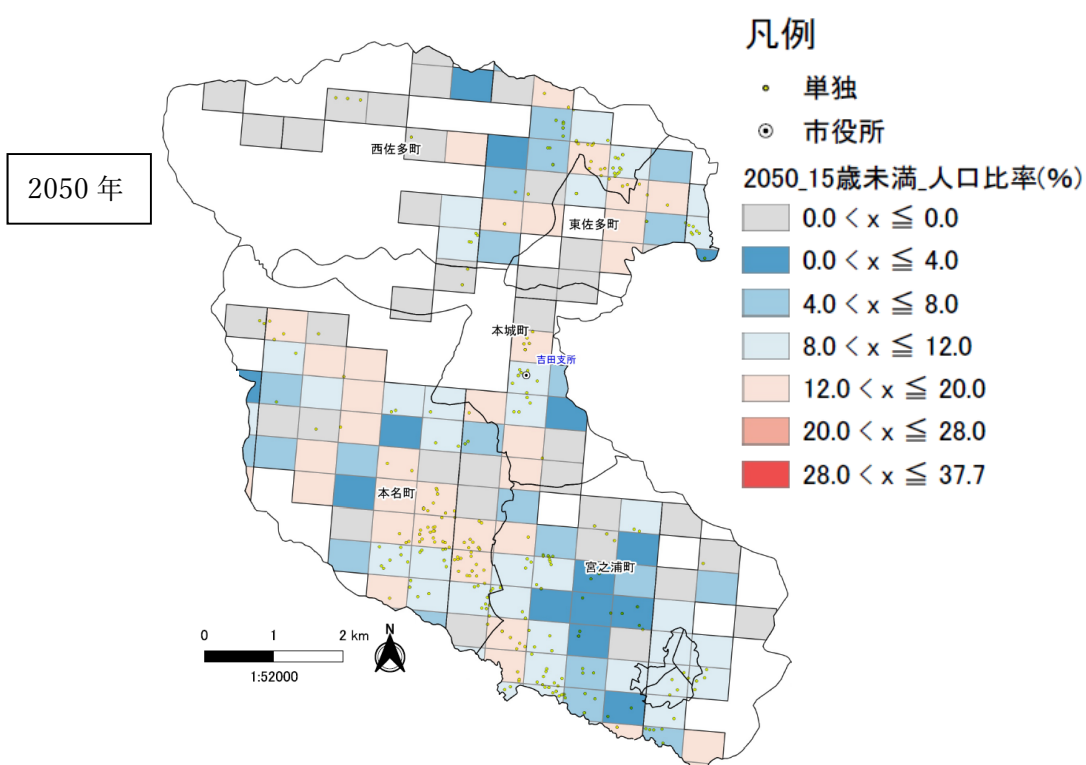 2050 年
西佐多町
東佐多町
本城町
吉田支所
本名町
宮之浦町
0 1 2 km
1:52000
N
凡例
単独
市役所
2050_15歳未満_人口比率(%)
0.0 < x ≦ 0.0
0.0 < x ≦ 4.0
4.0 < x ≦ 8.0
8.0 < x ≦ 12.0
12.0 < x ≦ 20.0
20.0 < x ≦ 28.0
28.0 < x ≦ 37.7